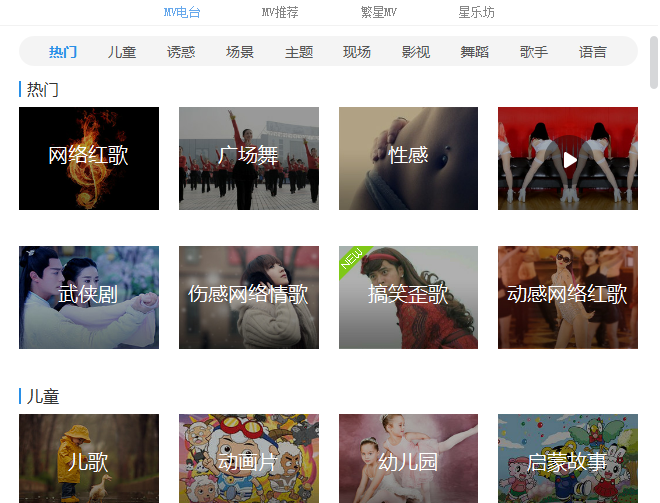 MV电台 MV推荐 繁星MV 星乐坊
热门 儿童 诱惑 场景 主题 现场 影视 舞蹈 歌手 语言
热门
网络红歌 广场舞 性感
NEW
武侠剧 伤感网络情歌 搞笑歪歌 动感网络红歌
儿童
儿歌 动画片 幼儿园 启蒙故事